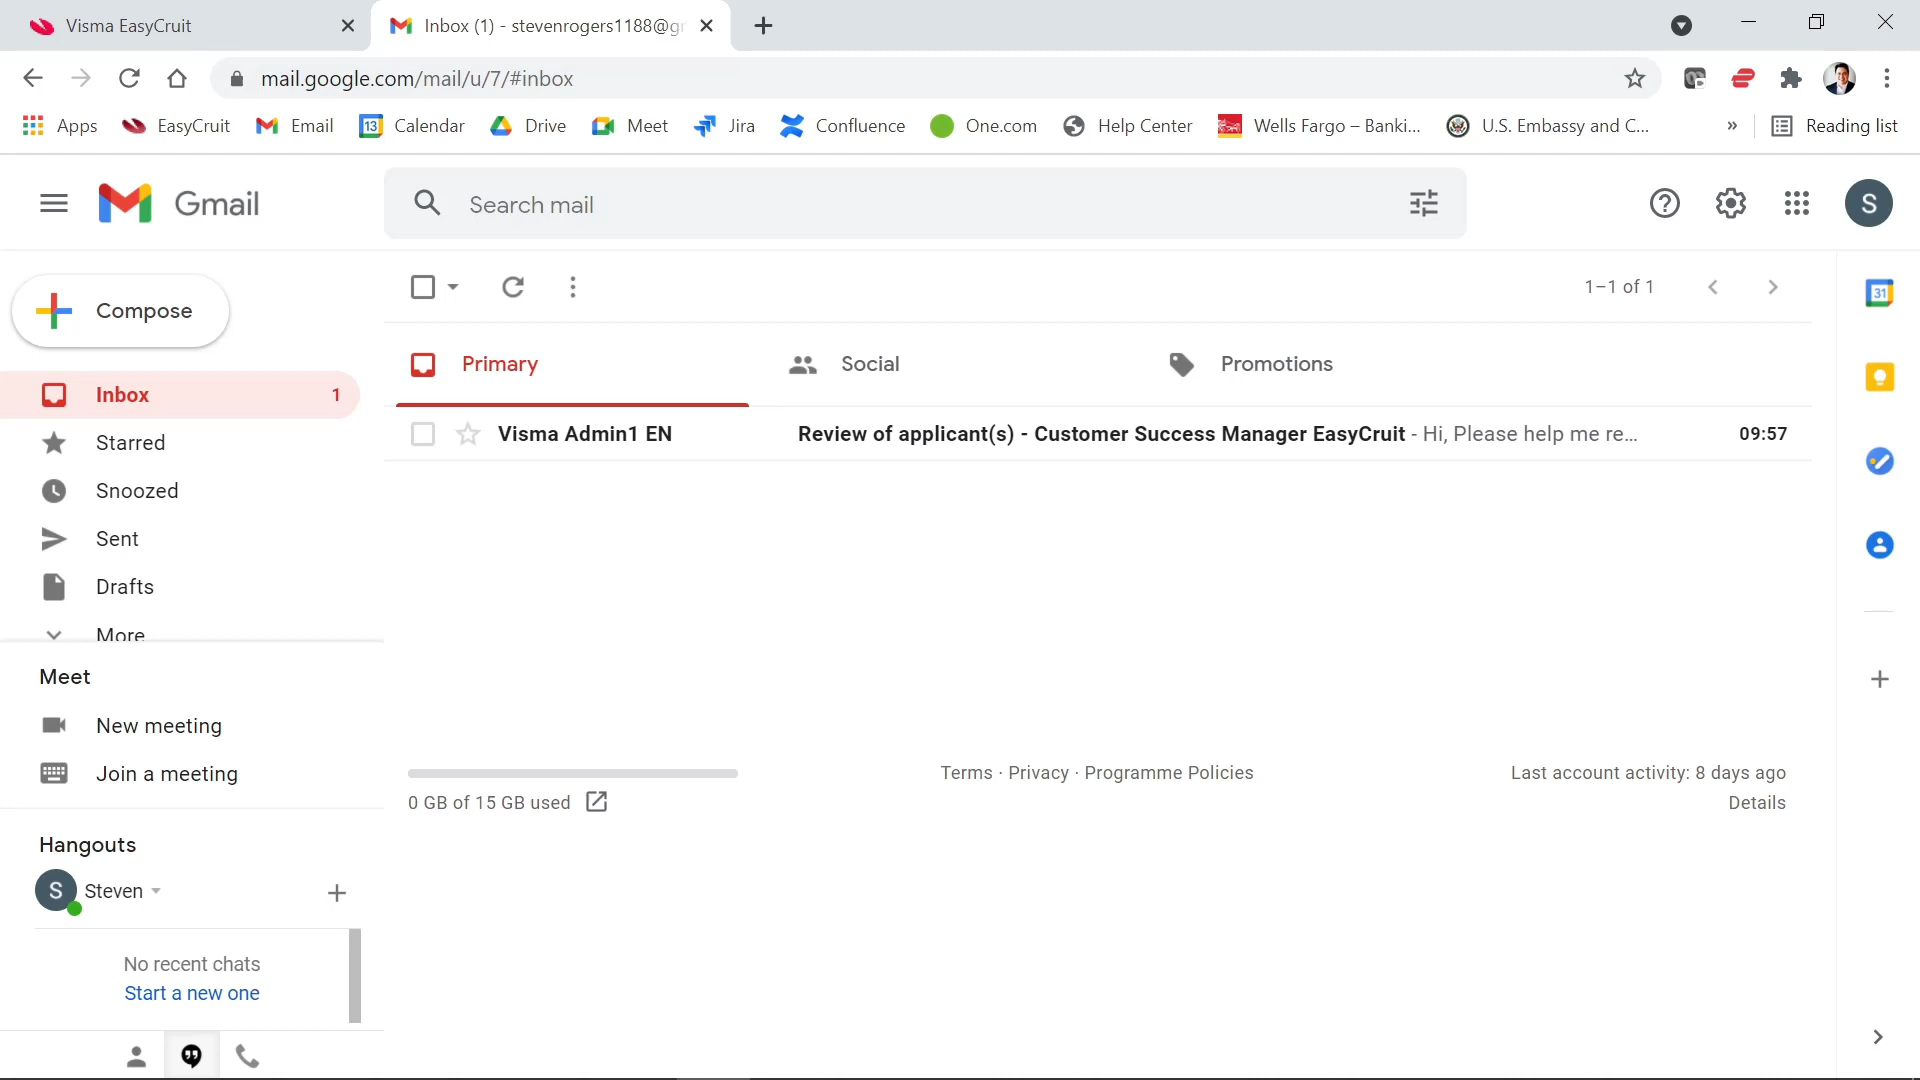 Visma EasyCruit
Inbox (1) - stevenrogers1188@gr
mail.google.com/mail/u/7/#inbox
Apps EasyCruit Email 13 Calendar Drive Meet Jira Confluence One.com Help Center Wells Fargo – Banki... U.S. Embassy and C... » Reading list
Gmail
Search mail
S
Compose
1–1 of 1
31
Primary
Social
Promotions
Inbox 1
Visma Admin1 EN Review of applicant(s) - Customer Success Manager EasyCruit - Hi, Please help me re... 09:57
Starred
Snoozed
Sent
Drafts
More
Meet
New meeting
Join a meeting
Terms · Privacy · Programme Policies
0 GB of 15 GB used
Last account activity: 8 days ago
Details
Hangouts
S Steven
No recent chats
Start a new one